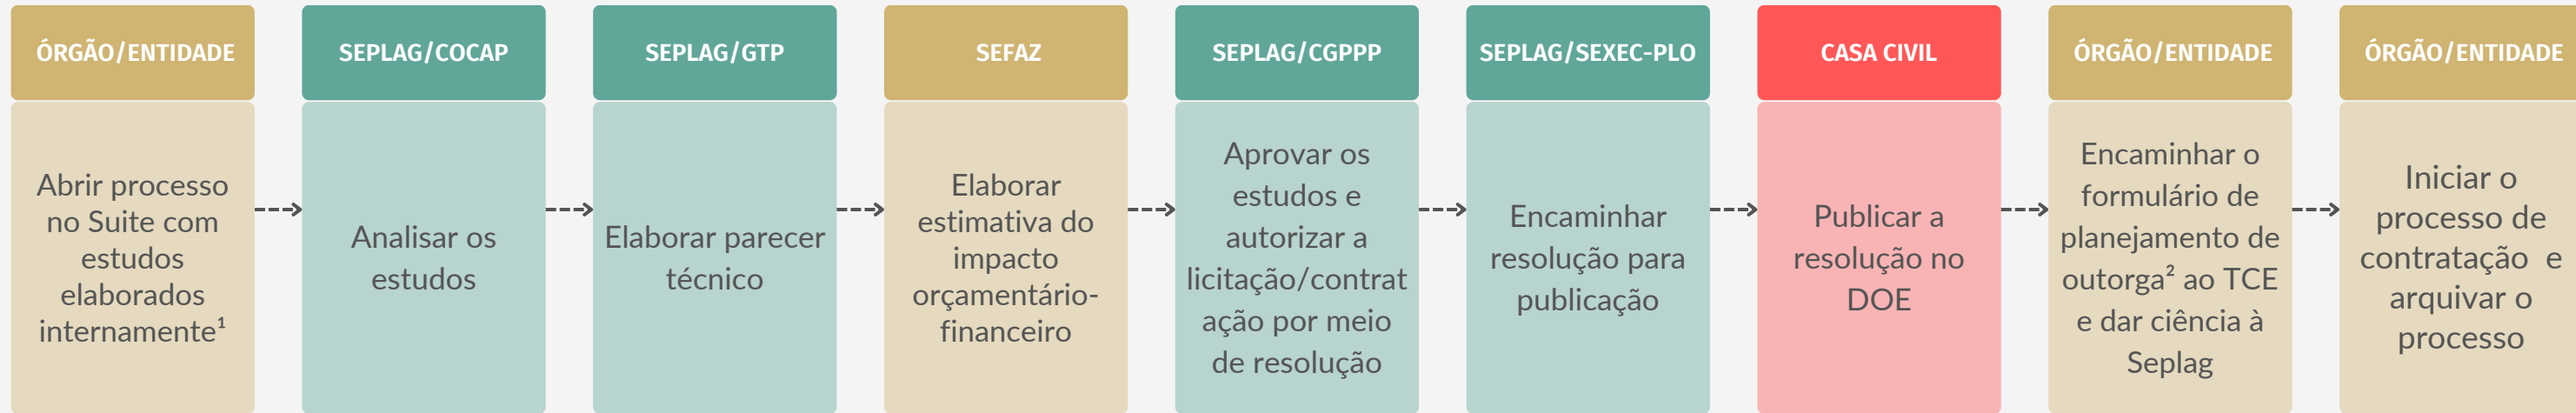 ÓRGÃO/ENTIDADE
Abrir processo
no Suite com
estudos
elaborados
internamente¹
SEPLAG/COCAP
Analisar os
estudos
SEPLAG/GTP
Elaborar parecer
técnico
SEFAZ
Elaborar
estimativa do
impacto
orçamentário-
financeiro
SEPLAG/CGPPP
Aprovar os
estudos e
autorizar a
licitação/contrat
ação por meio
de resolução
SEPLAG/SEXEC-PLO
Encaminhar
resolução para
publicação
CASA CIVIL
Publicar a
resolução no
DOE
ÓRGÃO/ENTIDADE
Encaminhar o
formulário de
planejamento de
outorga² ao TCE
e dar ciência à
Seplag
ÓRGÃO/ENTIDADE
Iniciar o
processo de
contratação e
arquivar o
processo